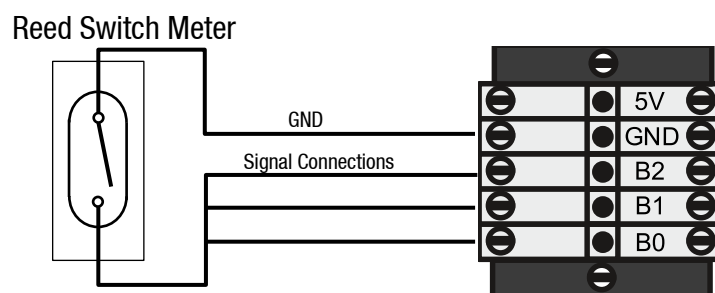 Reed Switch Meter
GND
Signal Connections
5V
GND
B2
B1
B0